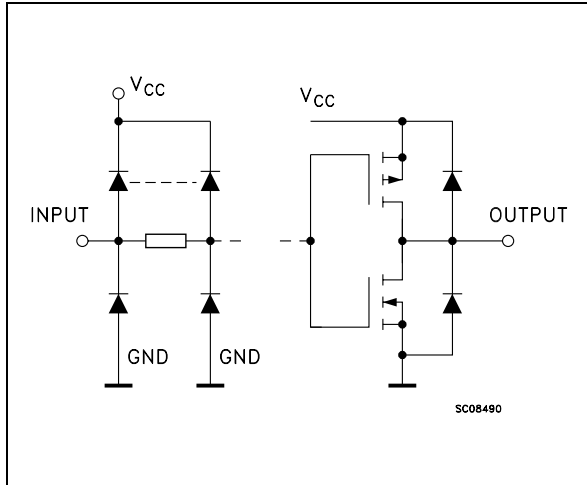 VCC
VCC
INPUT
OUTPUT
GND
GND
SC08490